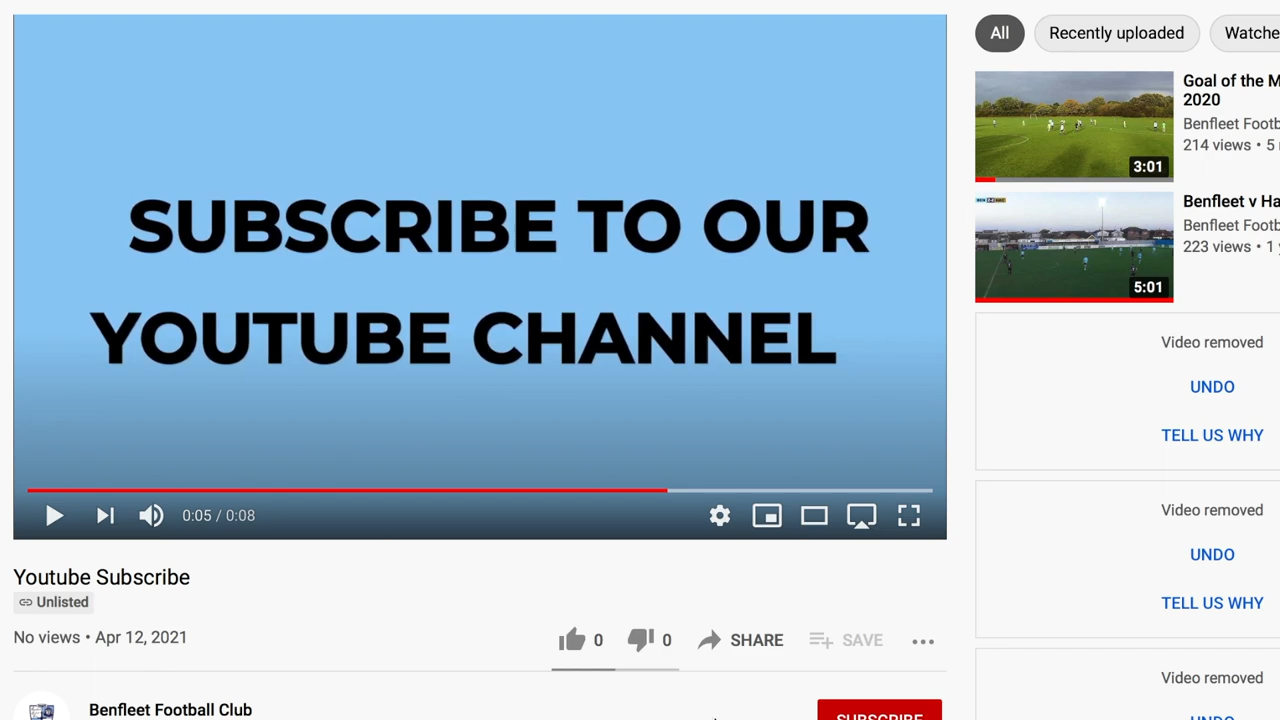 SUBSCRIBE TO OUR
YOUTUBE CHANNEL
0:05 / 0:08
Youtube Subscribe
Unlisted
No views • Apr 12, 2021
0
0
SHARE
SAVE
Benfleet Football Club
SUBSCRIBE
All
Recently uploaded
Watche
3:01
Goal of the M
2020
Benfleet Footb
214 views • 5
5:01
Benfleet v Ha
Benfleet Footb
223 views • 1
Video removed
UNDO
TELL US WHY
Video removed
UNDO
TELL US WHY
Video removed
UNDO